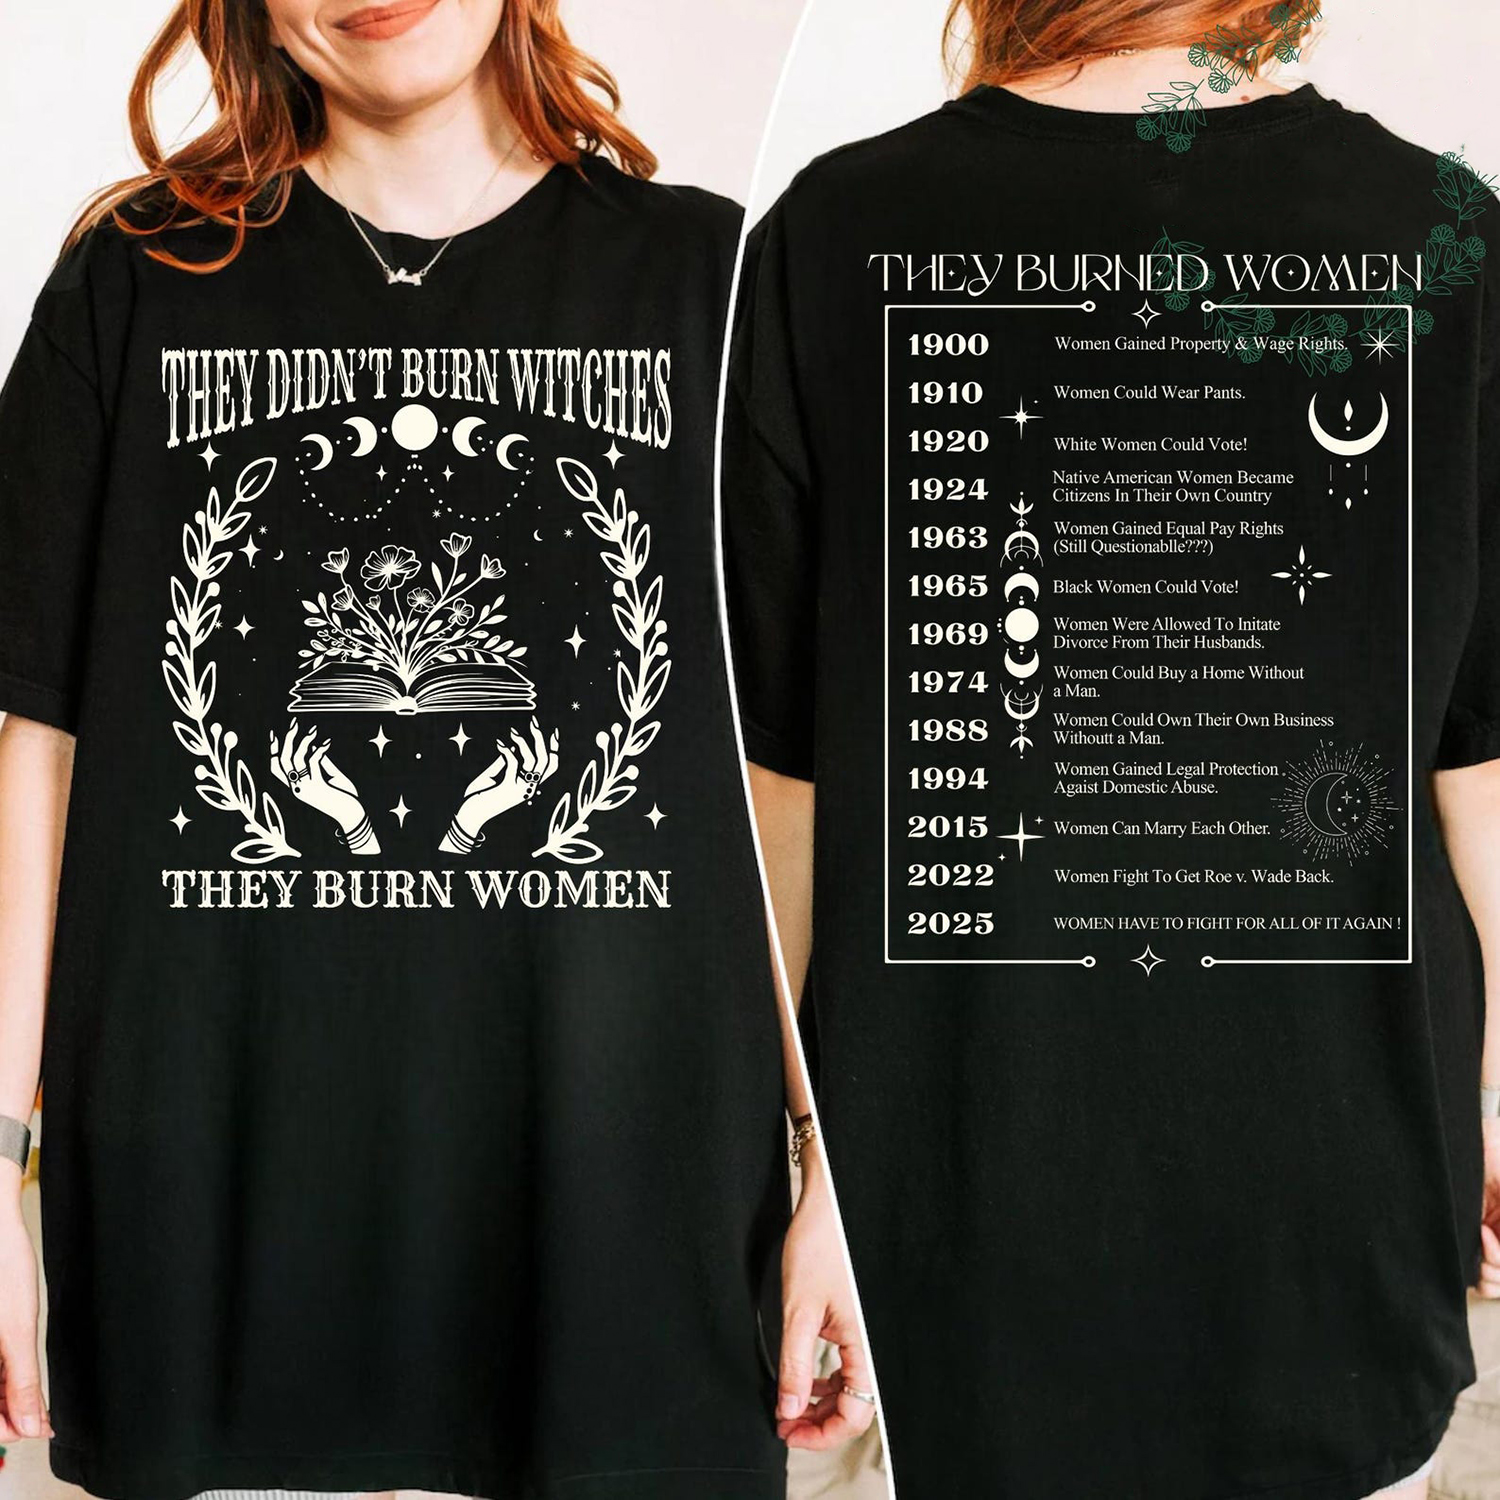 THEY DIDN'T BURN WITCHES
THEY BURN WOMEN
THEY BURNED WOMEN
1900 Women Gained Property & Wage Rights.
1910 Women Could Wear Pants.
1920 White Women Could Vote!
1924 Native American Women Became
Citizens In Their Own Country
1963 Women Gained Equal Pay Rights
(Still Questionablle???)
1965 Black Women Could Vote!
1969 Women Were Allowed To Initate
Divorce From Their Husbands.
1974 Women Could Buy a Home Without
a Man.
1988 Women Could Own Their Own Business
Withoutt a Man.
1994 Women Gained Legal Protection
Agaist Domestic Abuse.
2015 Women Can Marry Each Other.
2022 Women Fight To Get Roe v. Wade Back.
2025 WOMEN HAVE TO FIGHT FOR ALL OF IT AGAIN !